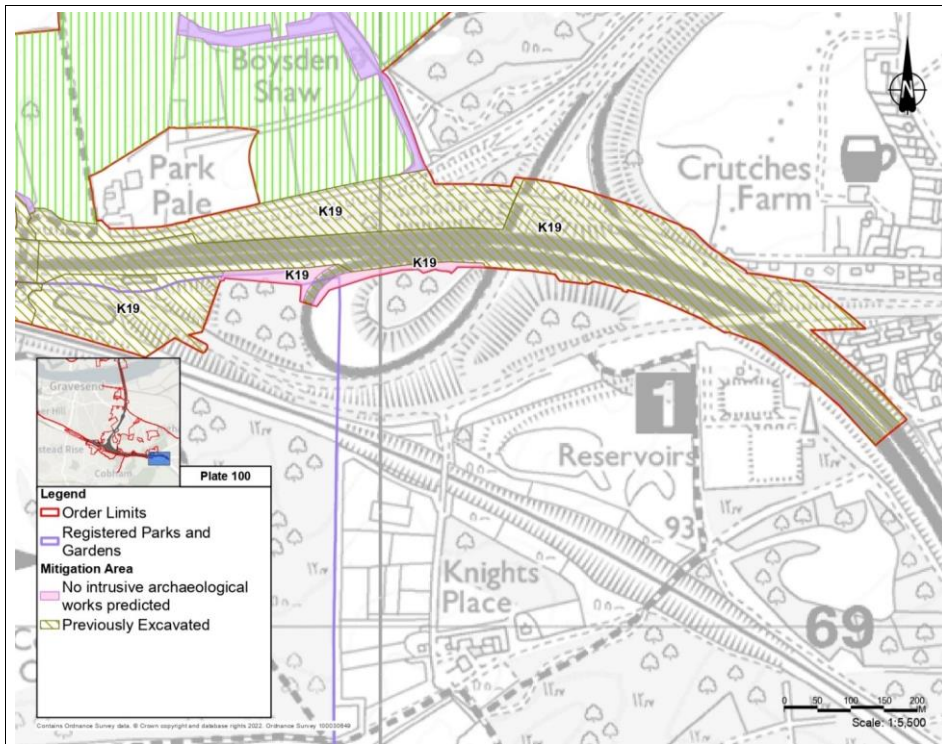 Boysden
Shaw
N
Park
Pale
Crutches
Farm
K19
K19
K19
K19
K19
Gravesend
Cobham
Plate 100
Legend
Order Limits
Registered Parks and
Gardens
Mitigation Area
No intrusive archaeological
works predicted
Previously Excavated
1
Reservoirs
93
Knights
Place
69
0 50 100 150 200
M
Scale: 1:5,500
Contains Ordnance Survey data. © Crown copyright and database rights 2022. Ordnance Survey 100030649